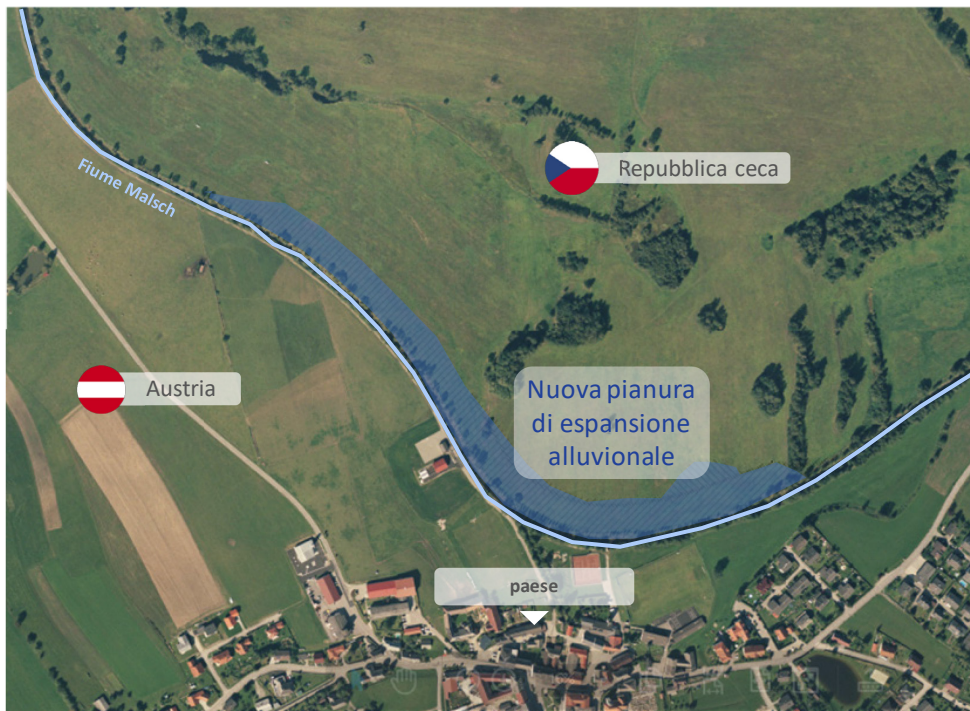 Fiume Malsch
Repubblica ceca
Austria
Nuova pianura
di espansione
alluvionale
paese